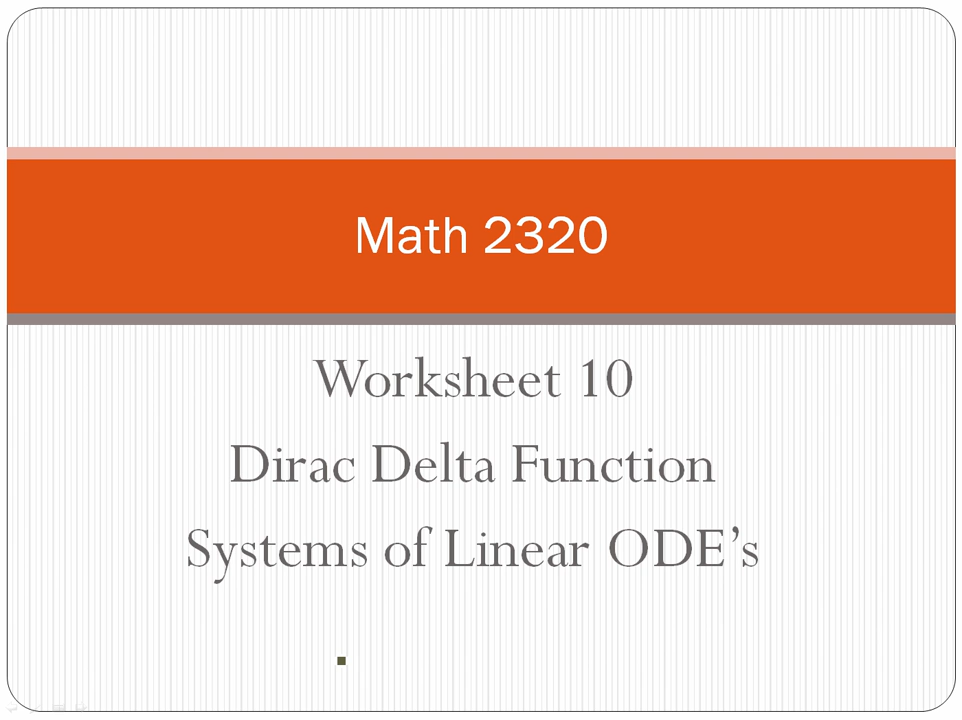 Math 2320
Worksheet 10
Dirac Delta Function
Systems of Linear ODE’s